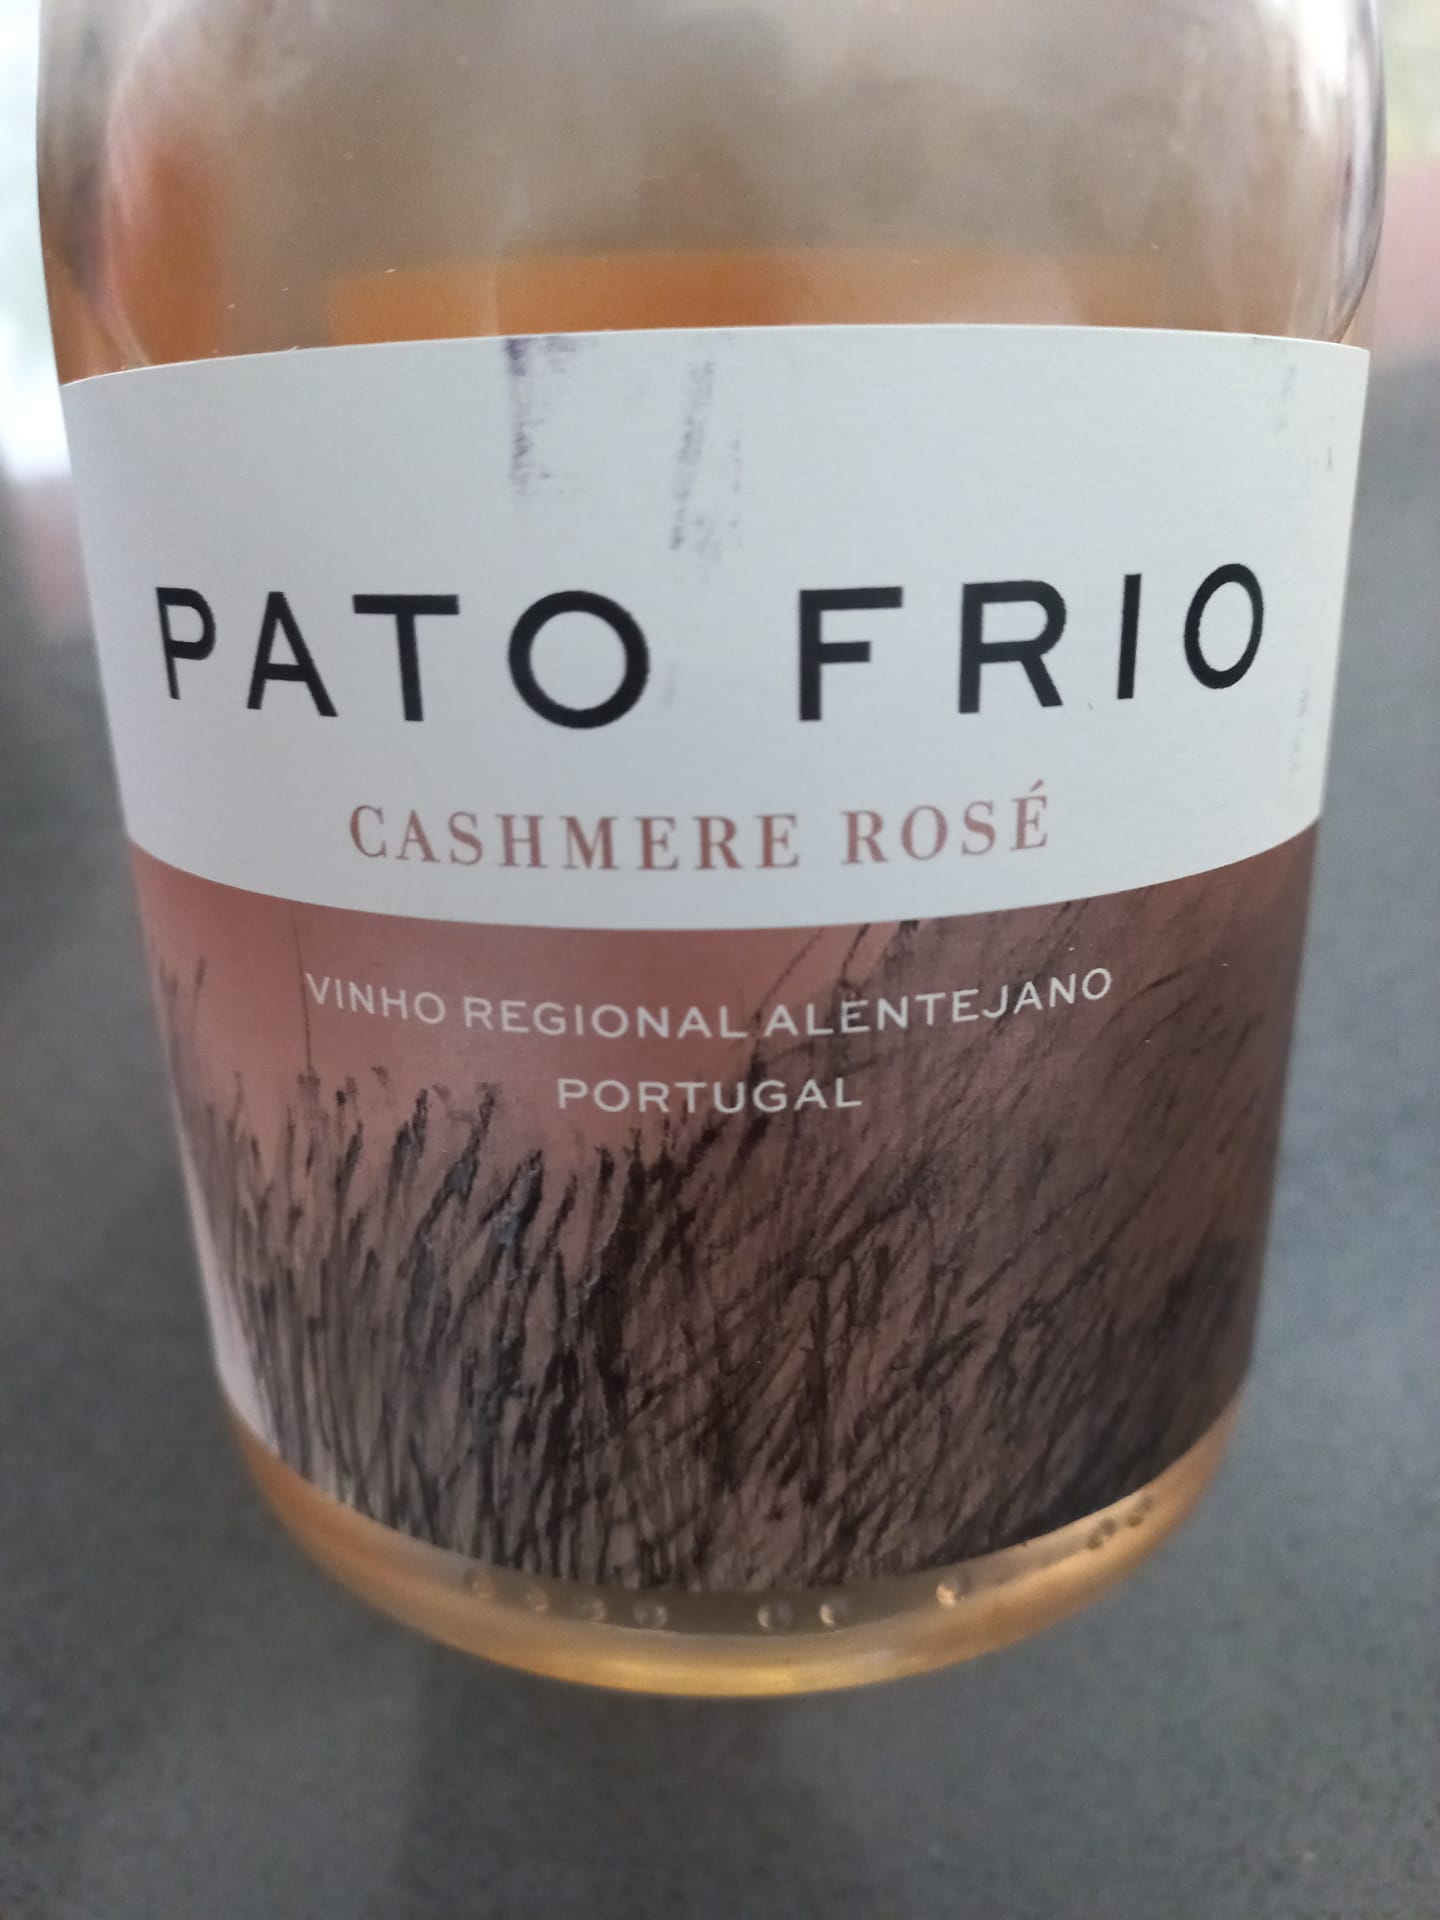 PATO FRIO
CASHMERE ROSÉ
VINHO REGIONAL ALENTEJANO
PORTUGAL